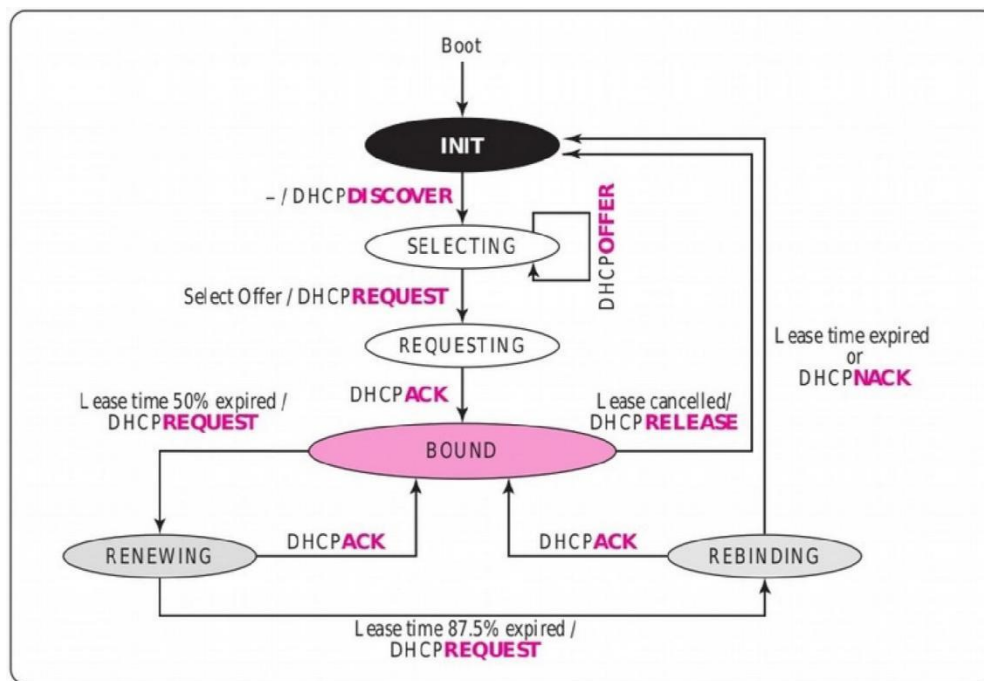 Boot
INIT
– / DHCPDISCOVER
SELECTING
DHCPOFFER
Select Offer / DHCPREQUEST
REQUESTING
Lease time expired
or
DHCPNACK
DHCPACK
Lease time 50% expired /
DHCPREQUEST
Lease cancelled/
DHCPRELEASE
BOUND
RENEWING
DHCPACK
DHCPACK
REBINDING
Lease time 87.5% expired /
DHCPREQUEST